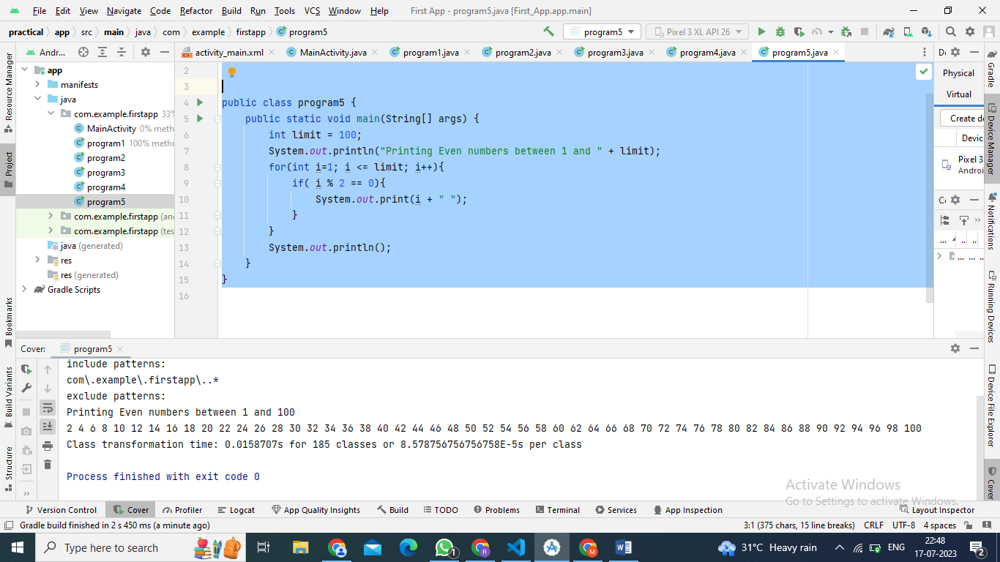 File Edit View Navigate Code Refactor Build Run Tools VCS Window Help First App - program5.java [First_App.app.main]
practical app src main java com example firstapp program5 program5 Pixel 3 XL API 26
Andr... activity_main.xml MainActivity.java program1.java program2.java program3.java program4.java program5.java
Resource Manager
Project
Bookmarks
Build Variants
Structure
app
manifests
java
com.example.firstapp 33%
MainActivity 0% meth
program1 100% metho
program2
program3
program4
program5
com.example.firstapp (an
com.example.firstapp (tes
java (generated)
res
res (generated)
Gradle Scripts
2
3
4 public class program5 {
5 public static void main(String[] args) {
6 int limit = 100;
7 System.out.println("Printing Even numbers between 1 and " + limit);
8 for(int i=1; i <= limit; i++){
9 if( i % 2 == 0){
10 System.out.print(i + " ");
11 }
12 }
13 System.out.println();
14 }
15 }
16
Physical
Virtual
Create de
Devic
Pixel 3
Androi
Gradle
Device Manager
Notifications
Running Devices
Device File Explorer
Cover
Cover: program5
include patterns:
com\.example\.firstapp\..*
exclude patterns:
Printing Even numbers between 1 and 100
2 4 6 8 10 12 14 16 18 20 22 24 26 28 30 32 34 36 38 40 42 44 46 48 50 52 54 56 58 60 62 64 66 68 70 72 74 76 78 80 82 84 86 88 90 92 94 96 98 100
Class transformation time: 0.0158707s for 185 classes or 8.578756756756758E-5s per class
Process finished with exit code 0
Activate Windows
Go to Settings to activate Windows.
Version Control Cover Profiler Logcat App Quality Insights Build TODO Problems Terminal Services App Inspection Layout Inspector
Gradle build finished in 2 s 450 ms (a minute ago) 3:1 (375 chars, 15 line breaks) CRLF UTF-8 4 spaces
Type here to search 31°C Heavy rain ENG 22:48
17-07-2023